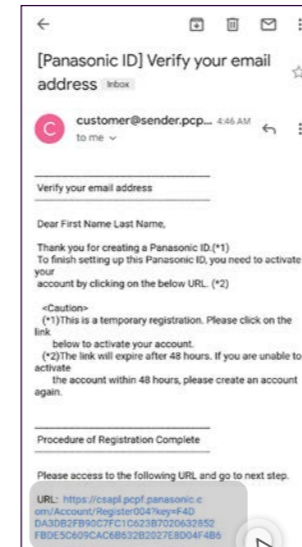 [Panasonic ID] Verify your email
address Inbox
C
customer@sender.pcp... 4:46 AM
to me
Verify your email address
Dear First Name Last Name,
Thank you for creating a Panasonic ID.(*1)
To finish setting up this Panasonic ID, you need to activate
your
account by clicking on the below URL. (*2)
<Caution>
(*1)This is a temporary registration. Please click on the
link
below to activate your account.
(*2)The link will expire after 48 hours. If you are unable to
activate
the account within 48 hours, please create an account
again.
Procedure of Registration Complete
Please access to the following URL and go to next step.
URL: https://csapl.pcpf.panasonic.c
om/Account/Register004?key=F4D
DA3DB2FB90C7FC1C623B7020632852
FBDE5C609CAC6B632B2027E8D04F4B6